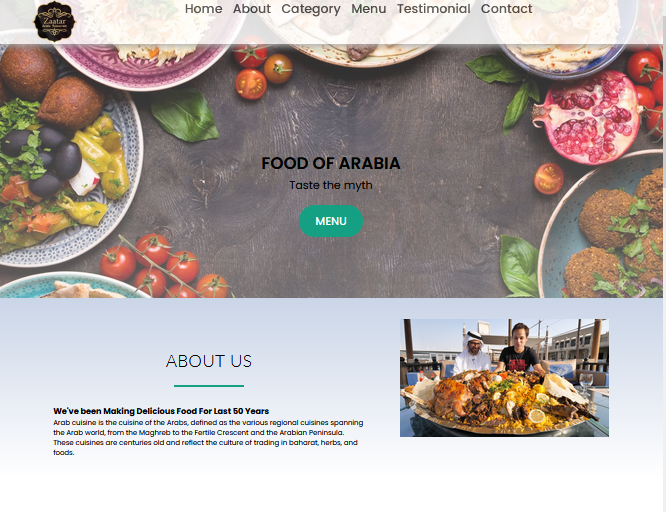 Zaatar
Home About Category Menu Testimonial Contact
FOOD OF ARABIA
Taste the myth
MENU
ABOUT US
We've been Making Delicious Food For Last 50 Years
Arab cuisine is the cuisine of the Arabs, defined as the various regional cuisines spanning
the Arab world, from the Maghreb to the Fertile Crescent and the Arabian Peninsula.
These cuisines are centuries old and reflect the culture of trading in baharat, herbs, and
foods.